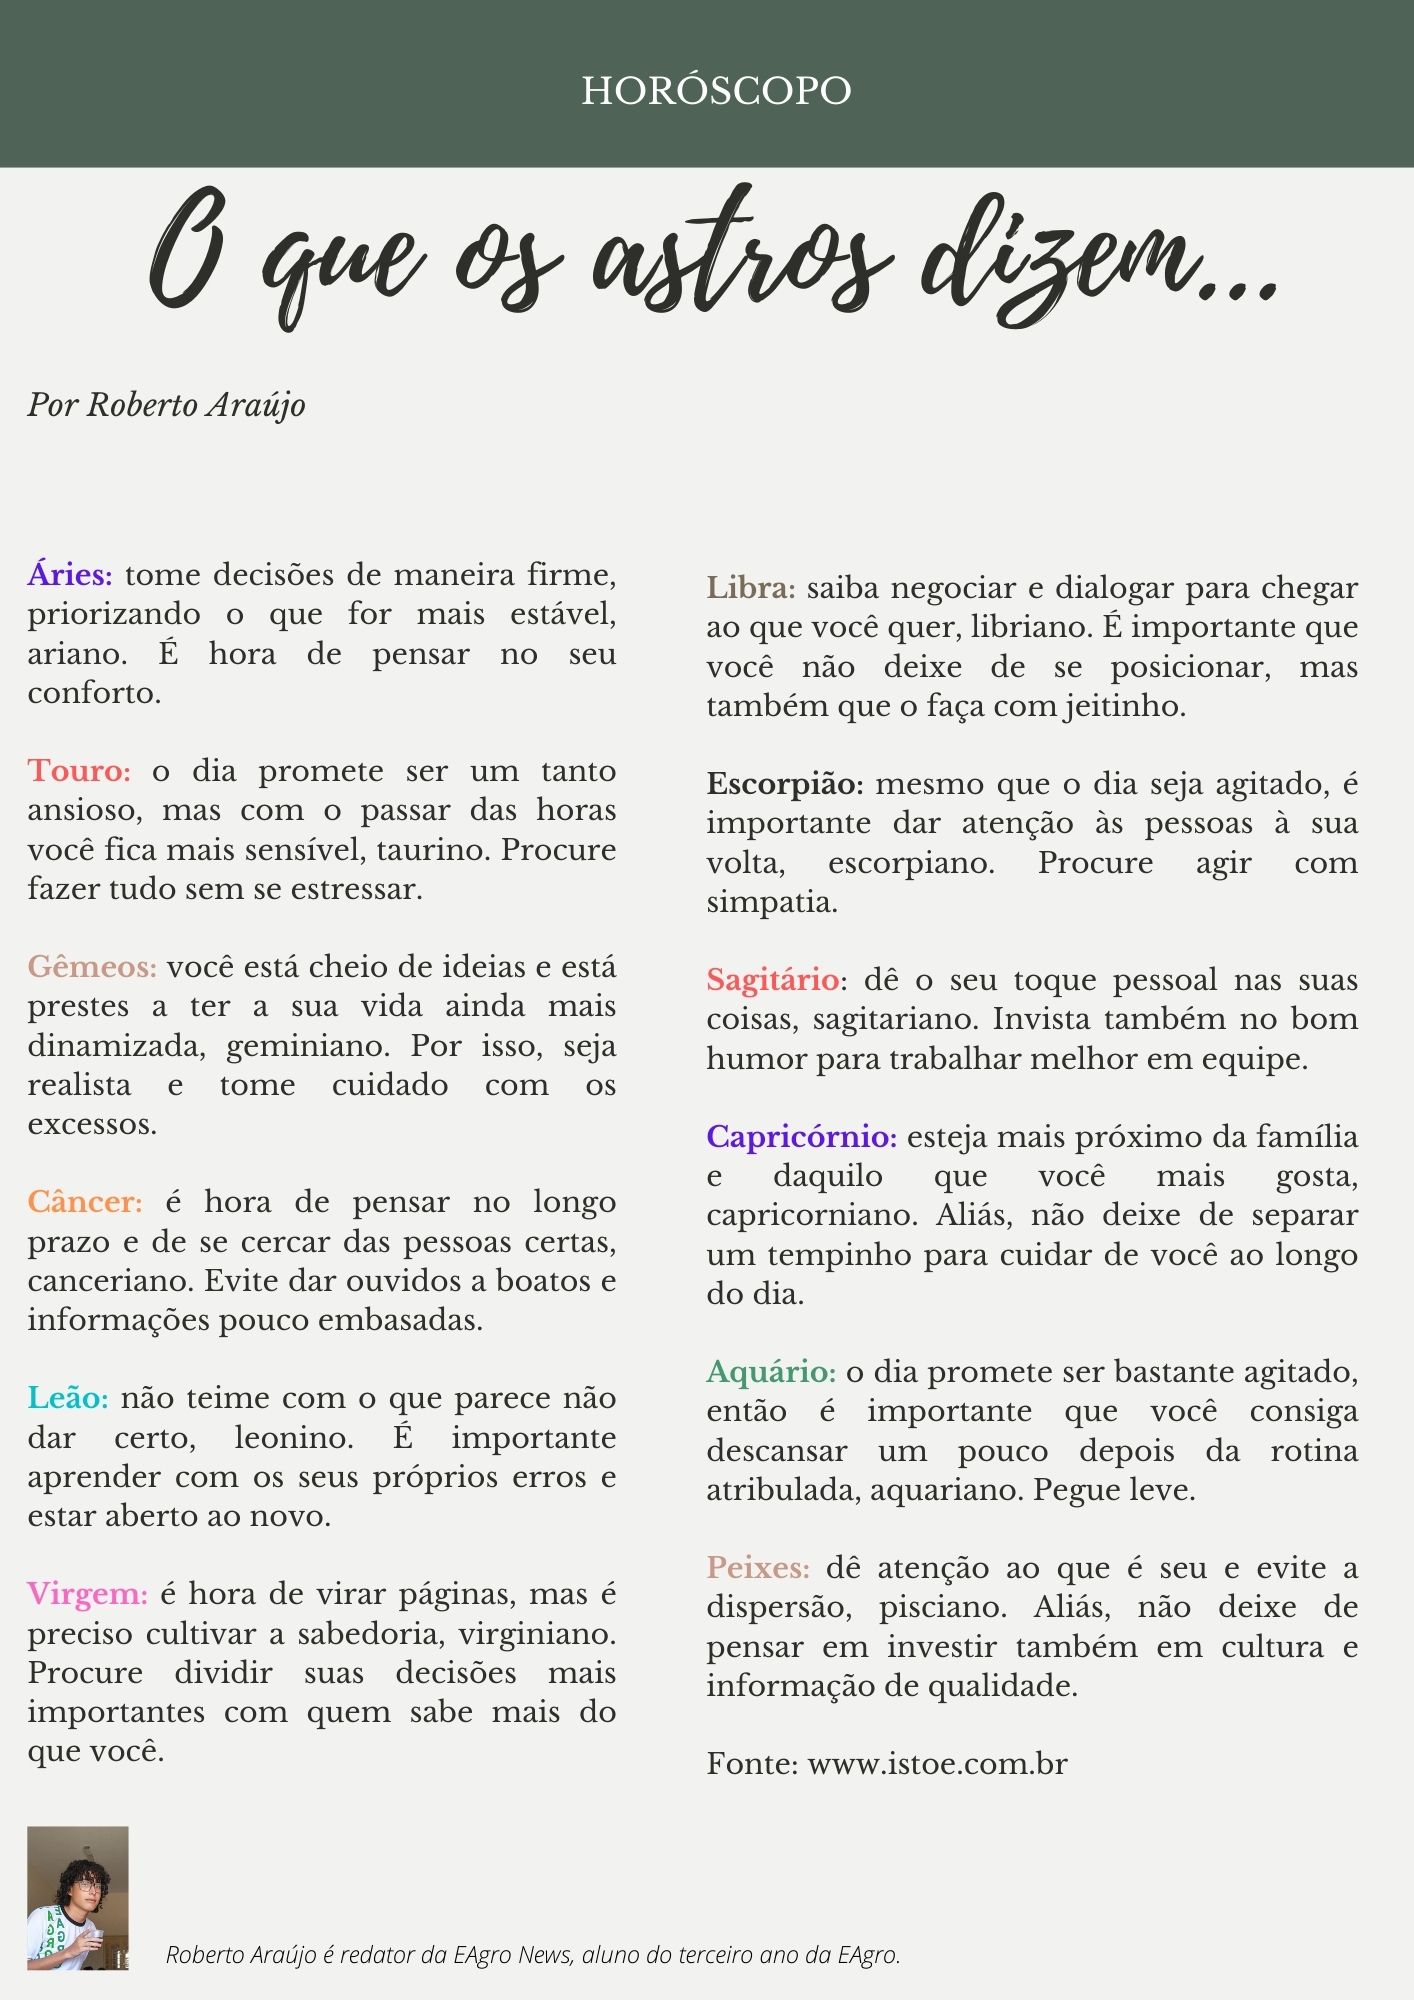 HORÓSCOPO
O que os astros dizem...
Por Roberto Araújo
Áries: tome decisões de maneira firme,
priorizando o que for mais estável,
ariano. É hora de pensar no seu
conforto.
Touro: o dia promete ser um tanto
ansioso, mas com o passar das horas
você fica mais sensível, taurino. Procure
fazer tudo sem se estressar.
Gêmeos: você está cheio de ideias e está
prestes a ter a sua vida ainda mais
dinamizada, geminiano. Por isso, seja
realista e tome cuidado com os
excessos.
Câncer: é hora de pensar no longo
prazo e de se cercar das pessoas certas,
canceriano. Evite dar ouvidos a boatos e
informações pouco embasadas.
Leão: não teime com o que parece não
dar certo, leonino. É importante
aprender com os seus próprios erros e
estar aberto ao novo.
Virgem: é hora de virar páginas, mas é
preciso cultivar a sabedoria, virginiano.
Procure dividir suas decisões mais
importantes com quem sabe mais do
que você.
Libra: saiba negociar e dialogar para chegar
ao que você quer, libriano. É importante que
você não deixe de se posicionar, mas
também que o faça com jeitinho.
Escorpião: mesmo que o dia seja agitado, é
importante dar atenção às pessoas à sua
volta, escorpiano. Procure agir com
simpatia.
Sagitário: dê o seu toque pessoal nas suas
coisas, sagitariano. Invista também no bom
humor para trabalhar melhor em equipe.
Capricórnio: esteja mais próximo da família
e daquilo que você mais gosta,
capricorniano. Aliás, não deixe de separar
um tempinho para cuidar de você ao longo
do dia.
Aquário: o dia promete ser bastante agitado,
então é importante que você consiga
descansar um pouco depois da rotina
atribulada, aquariano. Pegue leve.
Peixes: dê atenção ao que é seu e evite a
dispersão, pisciano. Aliás, não deixe de
pensar em investir também em cultura e
informação de qualidade.
Fonte: www.istoe.com.br
Roberto Araújo é redator da EAgro News, aluno do terceiro ano da EAgro.